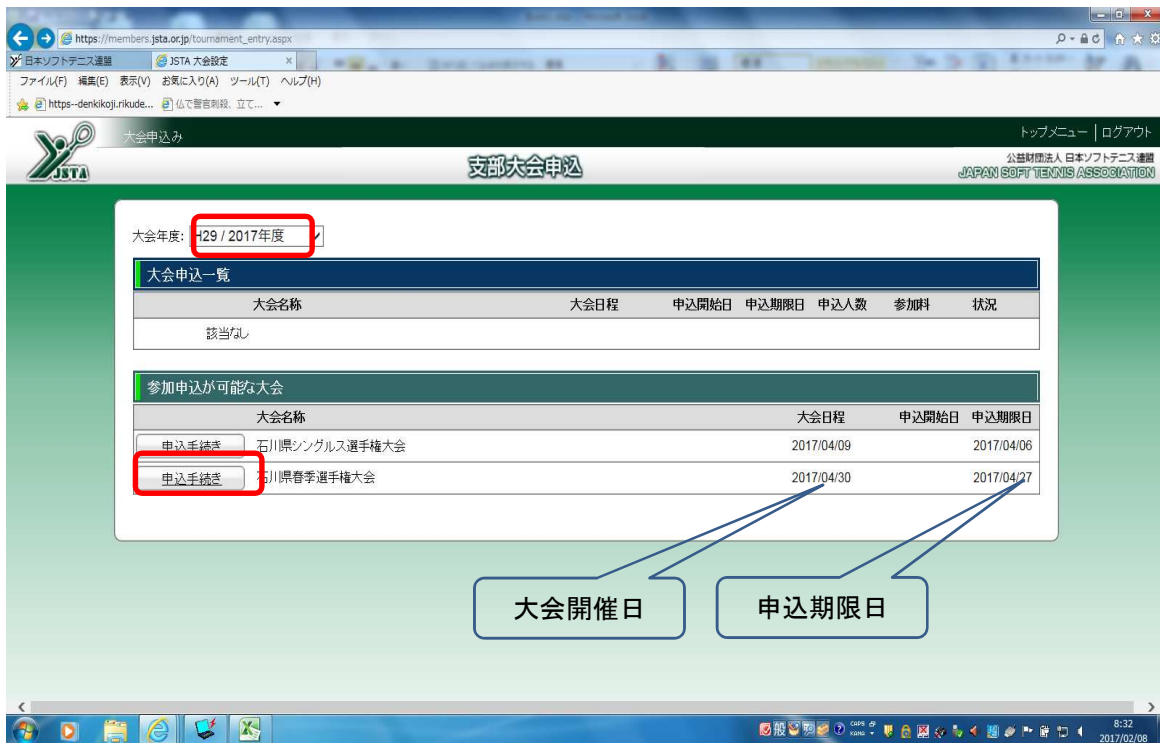 https://members.jsta.or.jp/tournament_entry.aspx
日本ソフトテニス連盟
JSTA 大会設定
ファイル(F) 編集(E) 表示(V) お気に入り(A) ツール(T) ヘルプ(H)
https--denkikoji.rikude...
大会申込み
トップメニュー | ログアウト
JSTA
支部大会申込
公益財団法人 日本ソフトテニス連盟
JAPAN SOFT TENNIS ASSOCIATION
大会年度: H29 / 2017年度
大会申込一覧
大会名称 大会日程 申込開始日 申込期限日 申込人数 参加料 状況
該当なし
参加申込が可能な大会
大会名称 大会日程 申込開始日 申込期限日
申込手続き 石川県シングルス選手権大会 2017/04/09 2017/04/06
申込手続き 石川県春季選手権大会 2017/04/30 2017/04/27
大会開催日
申込期限日
般
CAPS
KANA
8:32
2017/02/08